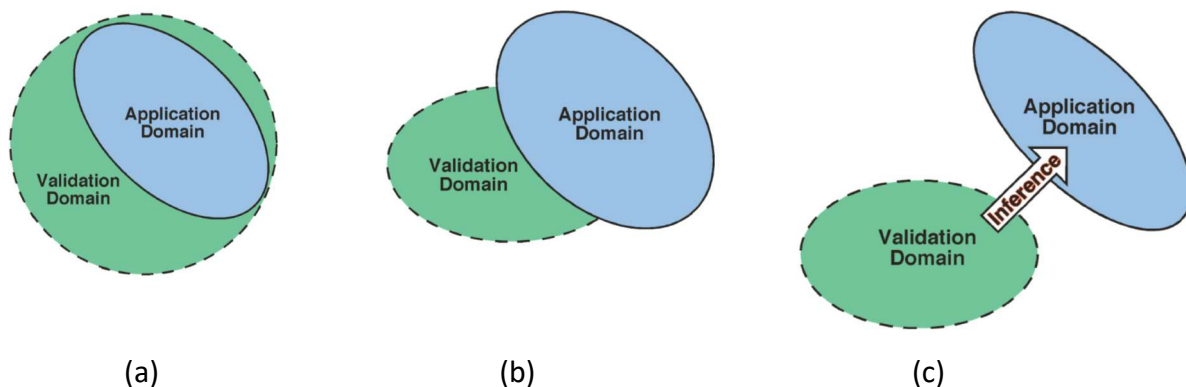 Application
Domain
Validation
Domain
(a)
Application
Domain
Validation
Domain
(b)
Application
Domain
Inference
Validation
Domain
(c)